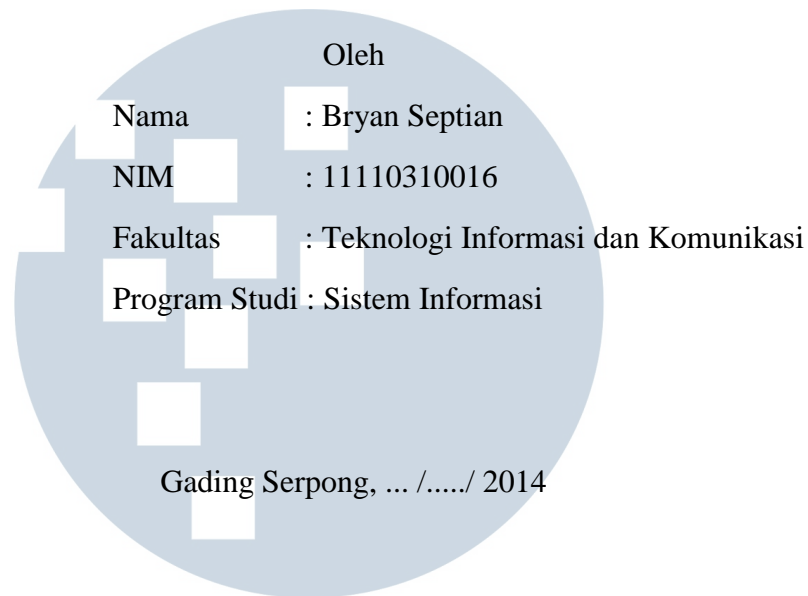 Oleh
Nama : Bryan Septian
NIM : 11110310016
Fakultas : Teknologi Informasi dan Komunikasi
Program Studi : Sistem Informasi
Gading Serpong, ... /...../ 2014